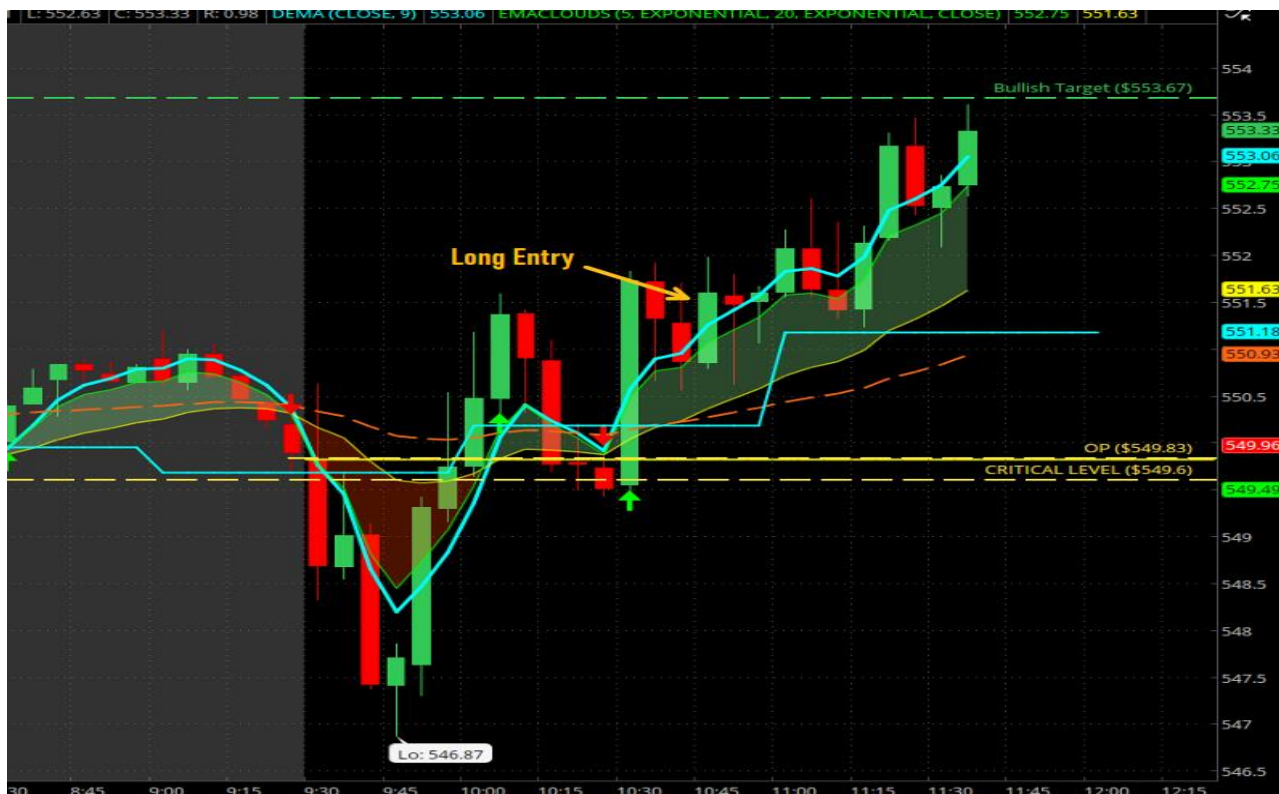 L: 552.63 C: 553.33 R: 0.98 DEMA (CLOSE, 9) 553.06 EMACLOUDS (5, EXPONENTIAL, 20, EXPONENTIAL, CLOSE) 552.75 551.63
554
Bullish Target ($553.67)
553.5
553.33
553.06
552.75
552.5
Long Entry
552
551.63
551.5
551.18
550.93
550.5
549.96
OP ($549.83)
CRITICAL LEVEL ($549.6)
549.49
549
548.5
548
547.5
547
Lo: 546.87
546.5
30 8:45 9:00 9:15 9:30 9:45 10:00 10:15 10:30 10:45 11:00 11:15 11:30 11:45 12:00 12:15